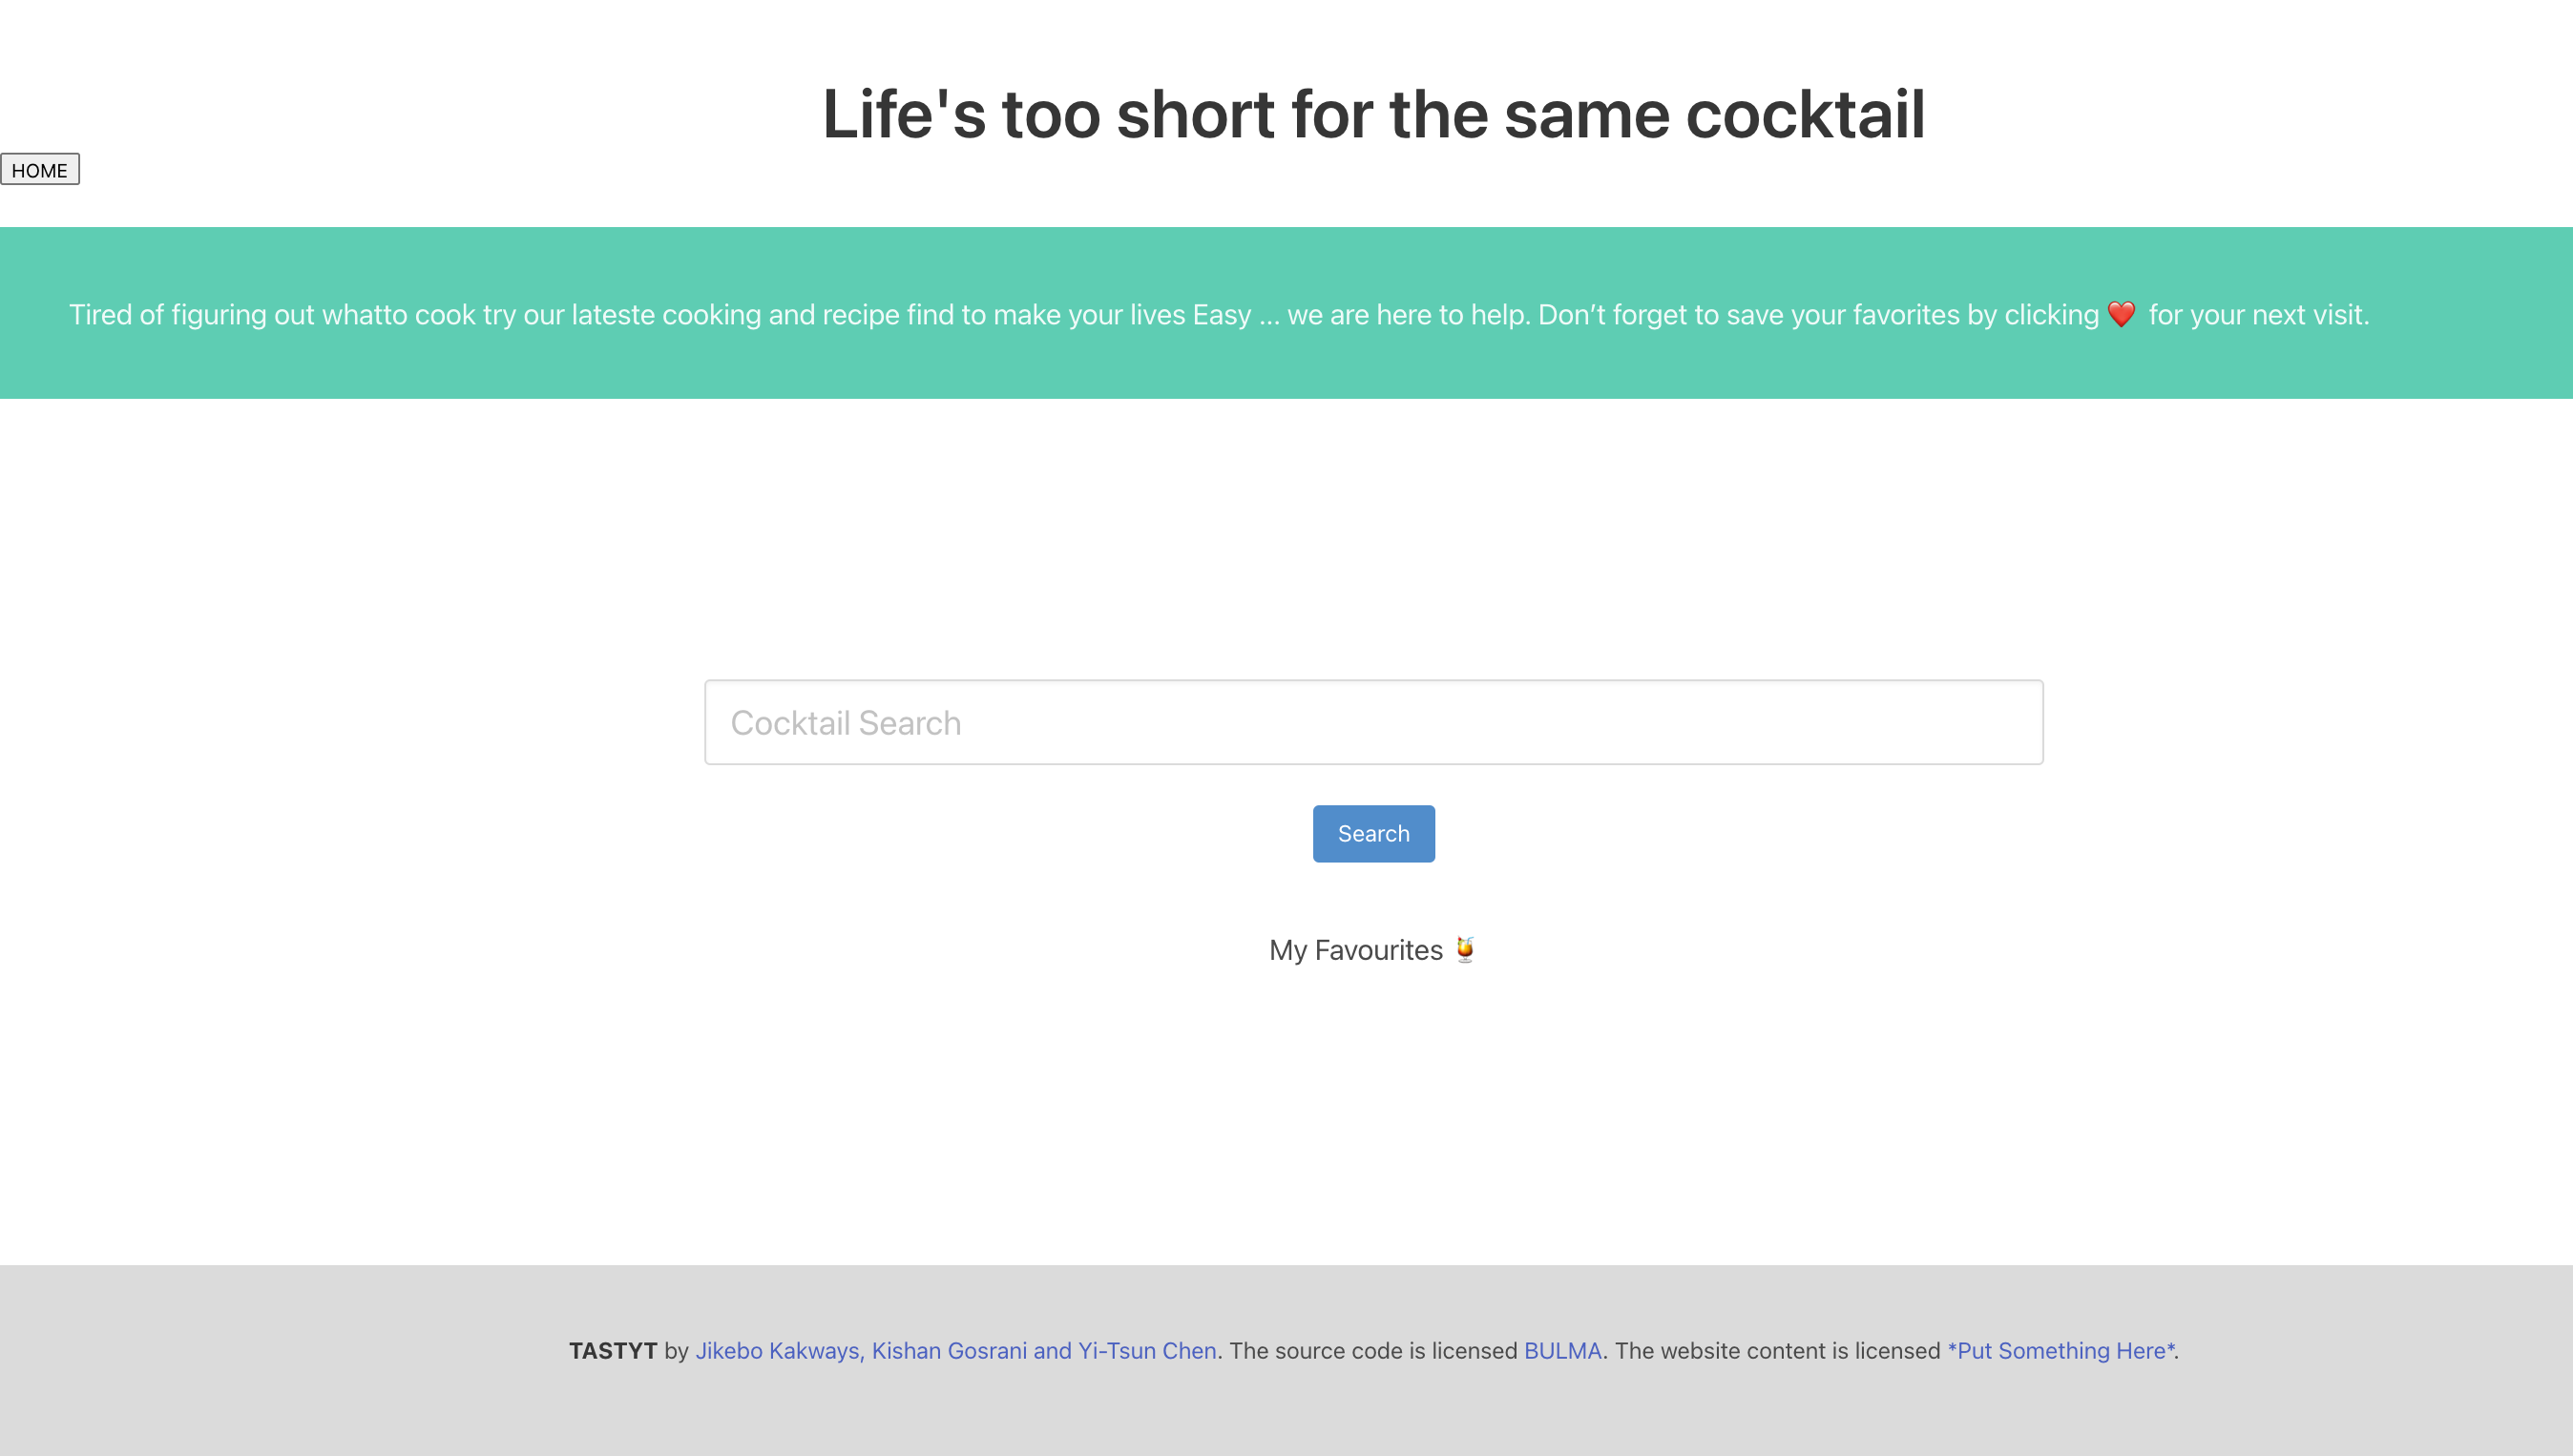 Life's too short for the same cocktail
HOME
Tired of figuring out whatto cook try our lateste cooking and recipe find to make your lives Easy ... we are here to help. Don’t forget to save your favorites by clicking ❤️ for your next visit.
Cocktail Search
Search
My Favourites 🍹
TASTYT by Jikebo Kakways, Kishan Gosrani and Yi-Tsun Chen. The source code is licensed BULMA. The website content is licensed *Put Something Here*.